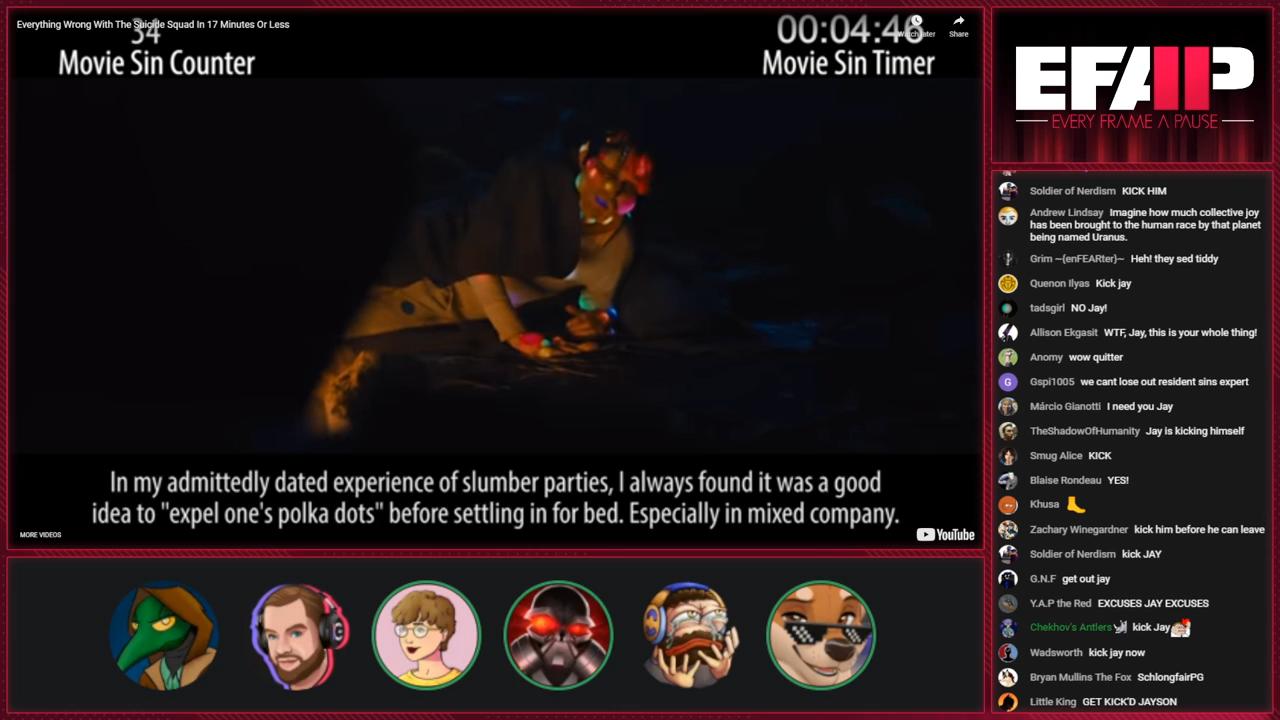 Everything Wrong With The Suicide Squad In 17 Minutes Or Less
34
Movie Sin Counter
00:04:46
Movie Sin Timer
Watch later
Share
In my admittedly dated experience of slumber parties, I always found it was a good
idea to "expel one's polka dots" before settling in for bed. Especially in mixed company.
MORE VIDEOS
YouTube
EFAP
EVERY FRAME A PAUSE
Soldier of Nerdism KICK HIM
Andrew Lindsay Imagine how much collective joy
has been brought to the human race by that planet
being named Uranus.
Grim ~{enFEARter}~ Heh! they sed tiddy
Quenon Ilyas Kick jay
tadsgirl NO Jay!
Allison Ekgasit WTF, Jay, this is your whole thing!
Anomy wow quitter
G
Gspi1005 we cant lose out resident sins expert
Márcio Gianotti I need you Jay
TheShadowOfHumanity Jay is kicking himself
Smug Alice KICK
Blaise Rondeau YES!
Khusa 🦶
Zachary Winegardner kick him before he can leave
Soldier of Nerdism kick JAY
G.N.F get out jay
Y.A.P the Red EXCUSES JAY EXCUSES
Chekhov's Antlers kick Jay
Wadsworth kick jay now
Bryan Mullins The Fox SchlongfairPG
Little King GET KICK'D JAYSON